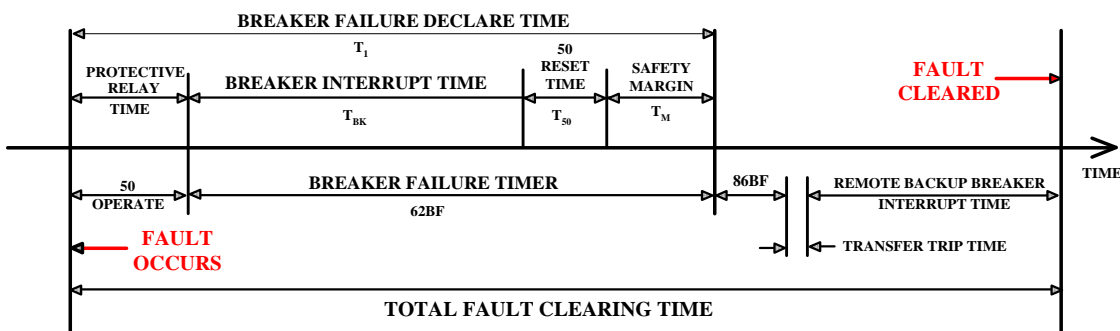 BREAKER FAILURE DECLARE TIME
T1
PROTECTIVE
RELAY
TIME
BREAKER INTERRUPT TIME
TBK
50
RESET
TIME
T50
SAFETY
MARGIN
TM
FAULT
CLEARED
TIME
50
OPERATE
BREAKER FAILURE TIMER
62BF
86BF
REMOTE BACKUP BREAKER
INTERRUPT TIME
FAULT
OCCURS
TRANSFER TRIP TIME
TOTAL FAULT CLEARING TIME